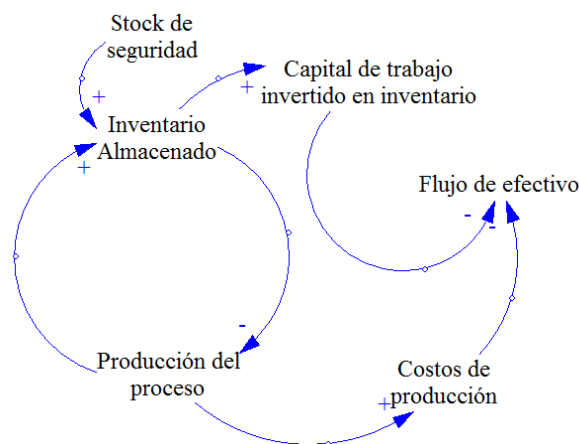 Stock de
seguridad
+
Capital de trabajo
invertido en inventario
+
Inventario
Almacenado
+
Flujo de efectivo
-
-
-
Producción del
proceso
Costos de
producción
+